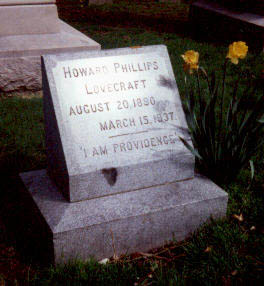 HOWARD PHILLIPS
LOVECRAFT
AUGUST 20, 1890
MARCH 15, 1937
"I AM PROVIDENCE"